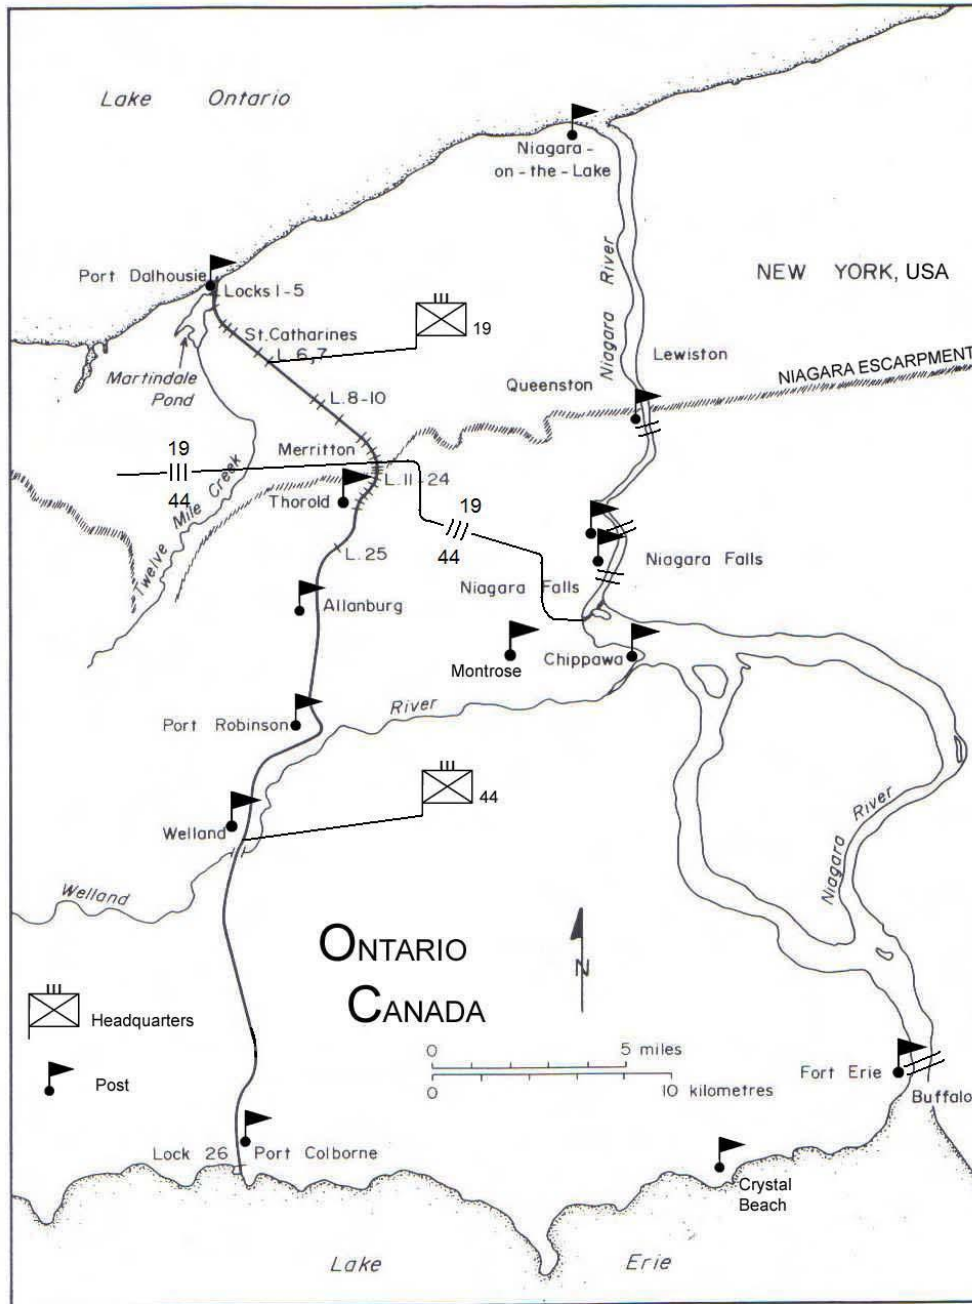 Lake Ontario
Niagara -
on - the - Lake
Niagara River
NEW YORK, USA
Port Dalhousie
Locks 1 - 5
St. Catharines
19
L. 6,7
Lewiston
Martindale
Pond
NIAGARA ESCARPMENT
Queenston
L.8-10
Merritton
19
44
Twelve Mile Creek
L.11-24
Thorold
19
44
L.25
Niagara Falls
Niagara Falls
Allanburg
Montrose
Chippawa
River
Port Robinson
44
Welland
Niagara River
Welland
ONTARIO
CANADA
N
Headquarters
0 5 miles
0 10 kilometres
Post
Fort Erie
Buffalo
Lock 26
Port Colborne
Crystal
Beach
Lake Erie